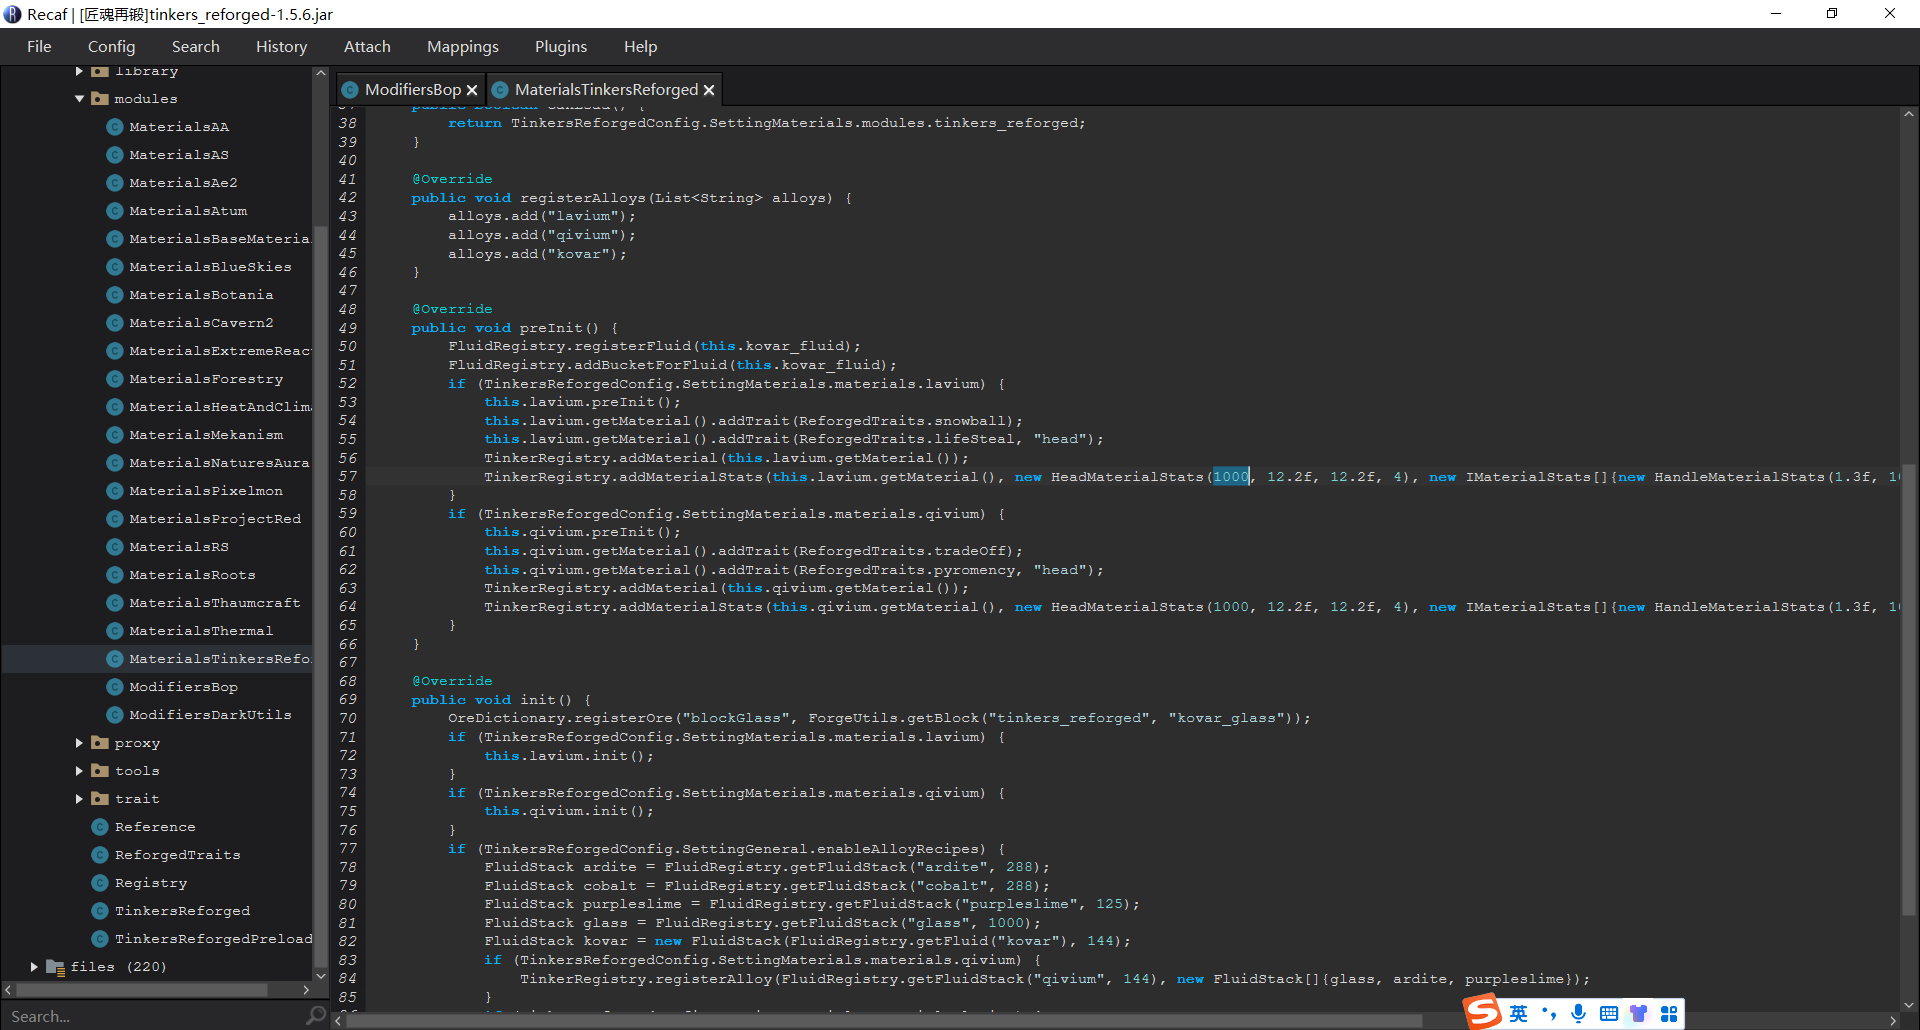 Recaf | [匠魂再锻]tinkers_reforged-1.5.6.jar
File Config Search History Attach Mappings Plugins Help
library
modules
MaterialsAA
MaterialsAS
MaterialsAe2
MaterialsAtum
MaterialsBaseMateria
MaterialsBlueSkies
MaterialsBotania
MaterialsCavern2
MaterialsExtremeReac
MaterialsForestry
MaterialsHeatAndClim
MaterialsMekanism
MaterialsNaturesAura
MaterialsPixelmon
MaterialsProjectRed
MaterialsRS
MaterialsRoots
MaterialsThaumcraft
MaterialsThermal
MaterialsTinkersRefo
ModifiersBop
ModifiersDarkUtils
proxy
tools
trait
Reference
ReforgedTraits
Registry
TinkersReforged
TinkersReforgedPreload
files (220)
Search...
ModifiersBop MaterialsTinkersReforged
38 return TinkersReforgedConfig.SettingMaterials.modules.tinkers_reforged;
39 }
40
41 @Override
42 public void registerAlloys(List<String> alloys) {
43 alloys.add("lavium");
44 alloys.add("qivium");
45 alloys.add("kovar");
46 }
47
48 @Override
49 public void preInit() {
50 FluidRegistry.registerFluid(this.kovar_fluid);
51 FluidRegistry.addBucketForFluid(this.kovar_fluid);
52 if (TinkersReforgedConfig.SettingMaterials.materials.lavium) {
53 this.lavium.preInit();
54 this.lavium.getMaterial().addTrait(ReforgedTraits.snowball);
55 this.lavium.getMaterial().addTrait(ReforgedTraits.lifeSteal, "head");
56 TinkerRegistry.addMaterial(this.lavium.getMaterial());
57 TinkerRegistry.addMaterialStats(this.lavium.getMaterial(), new HeadMaterialStats(1000, 12.2f, 12.2f, 4), new IMaterialStats[]{new HandleMaterialStats(1.3f, 1
58 }
59 if (TinkersReforgedConfig.SettingMaterials.materials.qivium) {
60 this.qivium.preInit();
61 this.qivium.getMaterial().addTrait(ReforgedTraits.tradeOff);
62 this.qivium.getMaterial().addTrait(ReforgedTraits.pyromency, "head");
63 TinkerRegistry.addMaterial(this.qivium.getMaterial());
64 TinkerRegistry.addMaterialStats(this.qivium.getMaterial(), new HeadMaterialStats(1000, 12.2f, 12.2f, 4), new IMaterialStats[]{new HandleMaterialStats(1.3f, 1
65 }
66 }
67
68 @Override
69 public void init() {
70 OreDictionary.registerOre("blockGlass", ForgeUtils.getBlock("tinkers_reforged", "kovar_glass"));
71 if (TinkersReforgedConfig.SettingMaterials.materials.lavium) {
72 this.lavium.init();
73 }
74 if (TinkersReforgedConfig.SettingMaterials.materials.qivium) {
75 this.qivium.init();
76 }
77 if (TinkersReforgedConfig.SettingGeneral.enableAlloyRecipes) {
78 FluidStack ardite = FluidRegistry.getFluidStack("ardite", 288);
79 FluidStack cobalt = FluidRegistry.getFluidStack("cobalt", 288);
80 FluidStack purpleslime = FluidRegistry.getFluidStack("purpleslime", 125);
81 FluidStack glass = FluidRegistry.getFluidStack("glass", 1000);
82 FluidStack kovar = new FluidStack(FluidRegistry.getFluid("kovar"), 144);
83 if (TinkersReforgedConfig.SettingMaterials.materials.qivium) {
84 TinkerRegistry.registerAlloy(FluidRegistry.getFluidStack("qivium", 144), new FluidStack[]{glass, ardite, purpleslime});
85 }
英